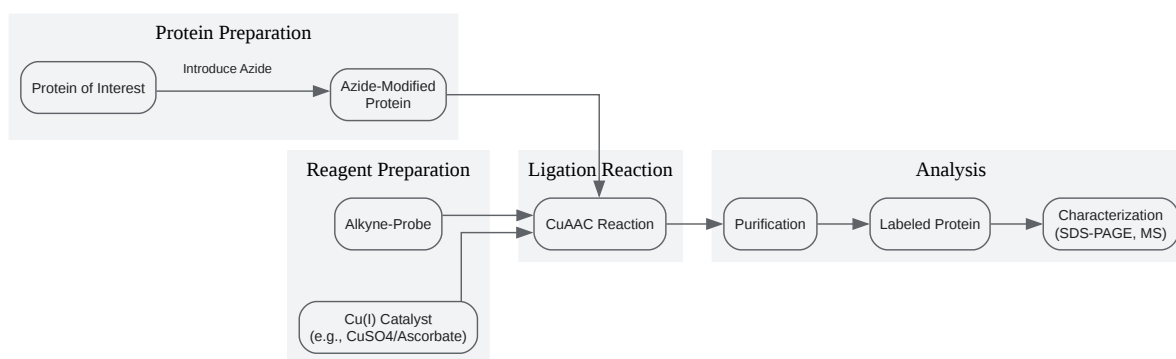 Protein Preparation
Protein of Interest
Introduce Azide
Azide-Modified
Protein
Reagent Preparation
Alkyne-Probe
Cu(I) Catalyst
(e.g., CuSO4/Ascorbate)
Ligation Reaction
CuAAC Reaction
Analysis
Purification
Labeled Protein
Characterization
(SDS-PAGE, MS)